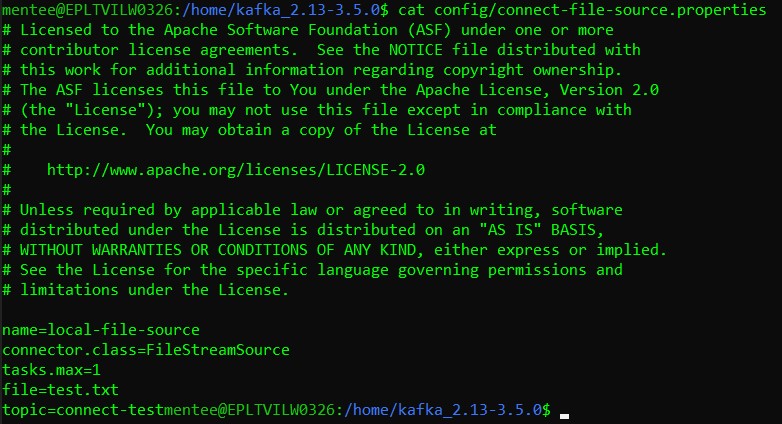 mentee@EPLTVILW0326:/home/kafka_2.13-3.5.0$ cat config/connect-file-source.properties
# Licensed to the Apache Software Foundation (ASF) under one or more
# contributor license agreements.  See the NOTICE file distributed with
# this work for additional information regarding copyright ownership.
# The ASF licenses this file to You under the Apache License, Version 2.0
# (the "License"); you may not use this file except in compliance with
# the License.  You may obtain a copy of the License at
#
#    http://www.apache.org/licenses/LICENSE-2.0
#
# Unless required by applicable law or agreed to in writing, software
# distributed under the License is distributed on an "AS IS" BASIS,
# WITHOUT WARRANTIES OR CONDITIONS OF ANY KIND, either express or implied.
# See the License for the specific language governing permissions and
# limitations under the License.

name=local-file-source
connector.class=FileStreamSource
tasks.max=1
file=test.txt
topic=connect-testmentee@EPLTVILW0326:/home/kafka_2.13-3.5.0$